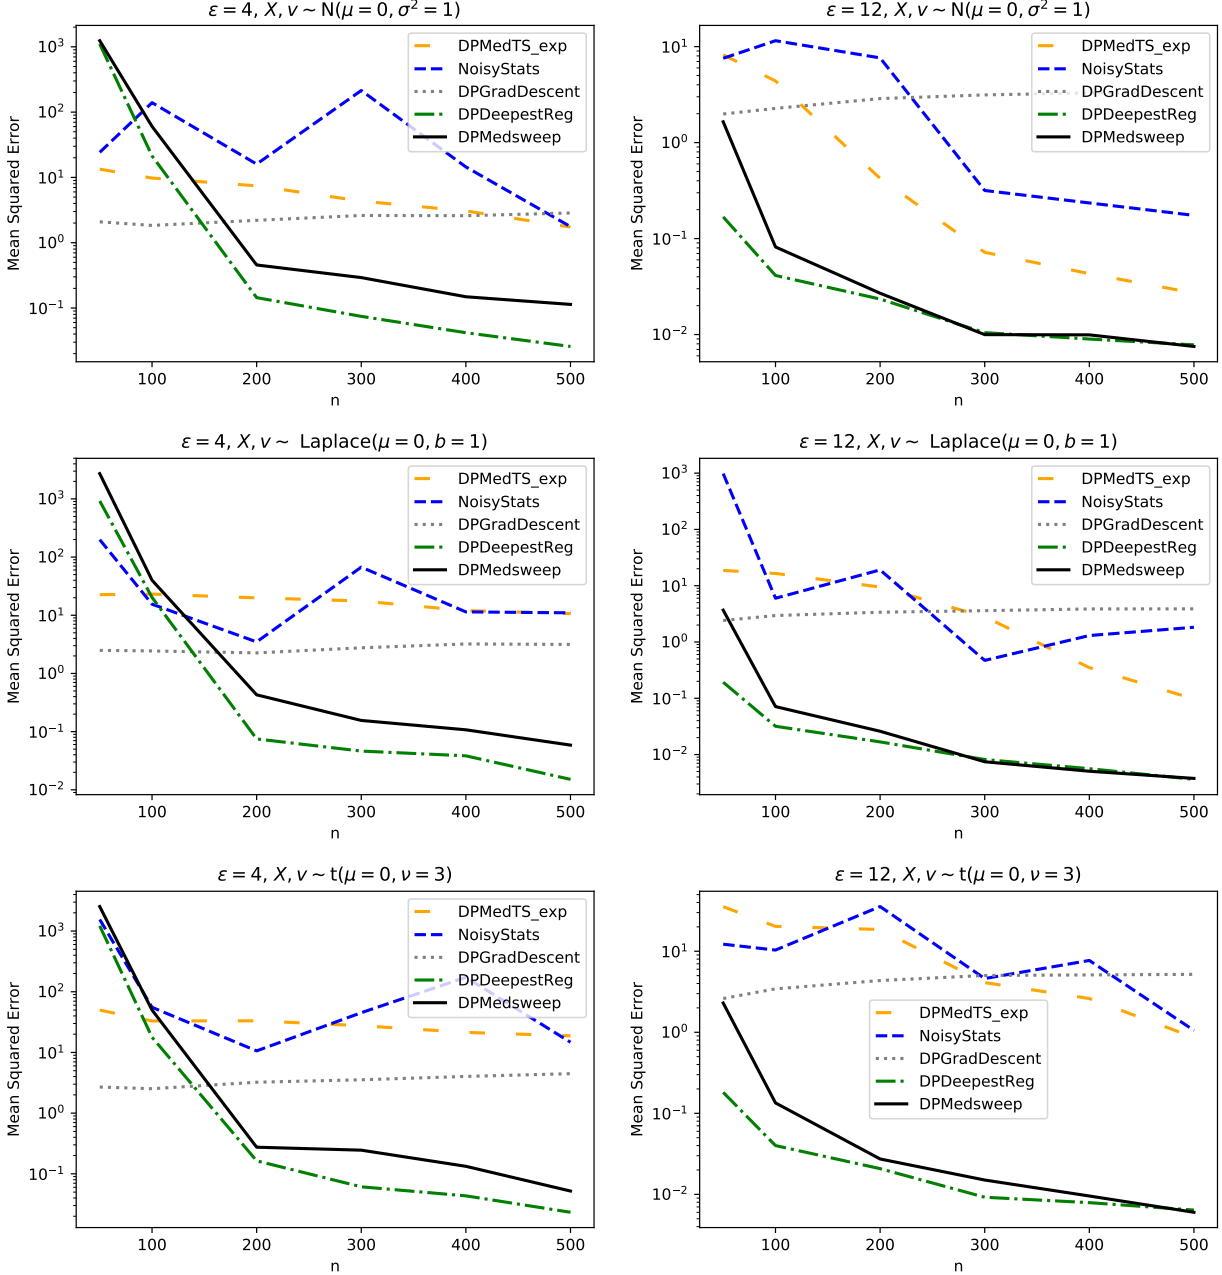 ε = 4, X, v ∼ N(μ = 0, σ² = 1)
Mean Squared Error
10³
10²
10¹
10⁰
10⁻¹
100 200 300 400 500
n
DPMedTS_exp
NoisyStats
DPGradDescent
DPDeepestReg
DPMedsweep
ε = 12, X, v ∼ N(μ = 0, σ² = 1)
Mean Squared Error
10¹
10⁰
10⁻¹
10⁻²
100 200 300 400 500
n
DPMedTS_exp
NoisyStats
DPGradDescent
DPDeepestReg
DPMedsweep
ε = 4, X, v ∼ Laplace(μ = 0, b = 1)
Mean Squared Error
10³
10²
10¹
10⁰
10⁻¹
10⁻²
100 200 300 400 500
n
DPMedTS_exp
NoisyStats
DPGradDescent
DPDeepestReg
DPMedsweep
ε = 12, X, v ∼ Laplace(μ = 0, b = 1)
Mean Squared Error
10³
10²
10¹
10⁰
10⁻¹
10⁻²
100 200 300 400 500
n
DPMedTS_exp
NoisyStats
DPGradDescent
DPDeepestReg
DPMedsweep
ε = 4, X, v ∼ t(μ = 0, ν = 3)
Mean Squared Error
10³
10²
10¹
10⁰
10⁻¹
100 200 300 400 500
n
DPMedTS_exp
NoisyStats
DPGradDescent
DPDeepestReg
DPMedsweep
ε = 12, X, v ∼ t(μ = 0, ν = 3)
Mean Squared Error
10¹
10⁰
10⁻¹
10⁻²
100 200 300 400 500
n
DPMedTS_exp
NoisyStats
DPGradDescent
DPDeepestReg
DPMedsweep